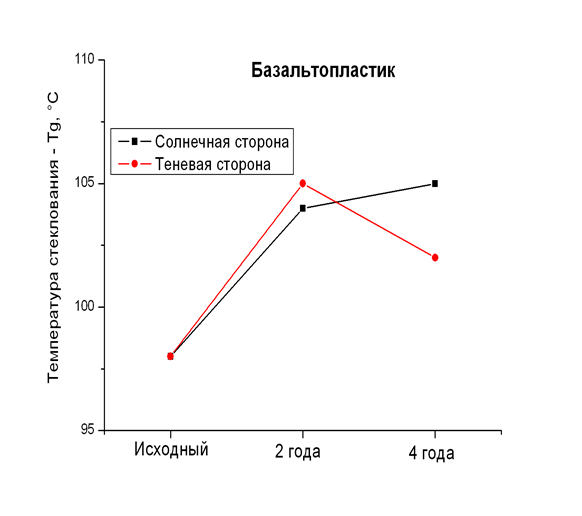 110
Базальтопластик
Солнечная сторона
Теневая сторона
105
100
95
Температура стеклования - Tg, °C
Исходный
2 года
4 года